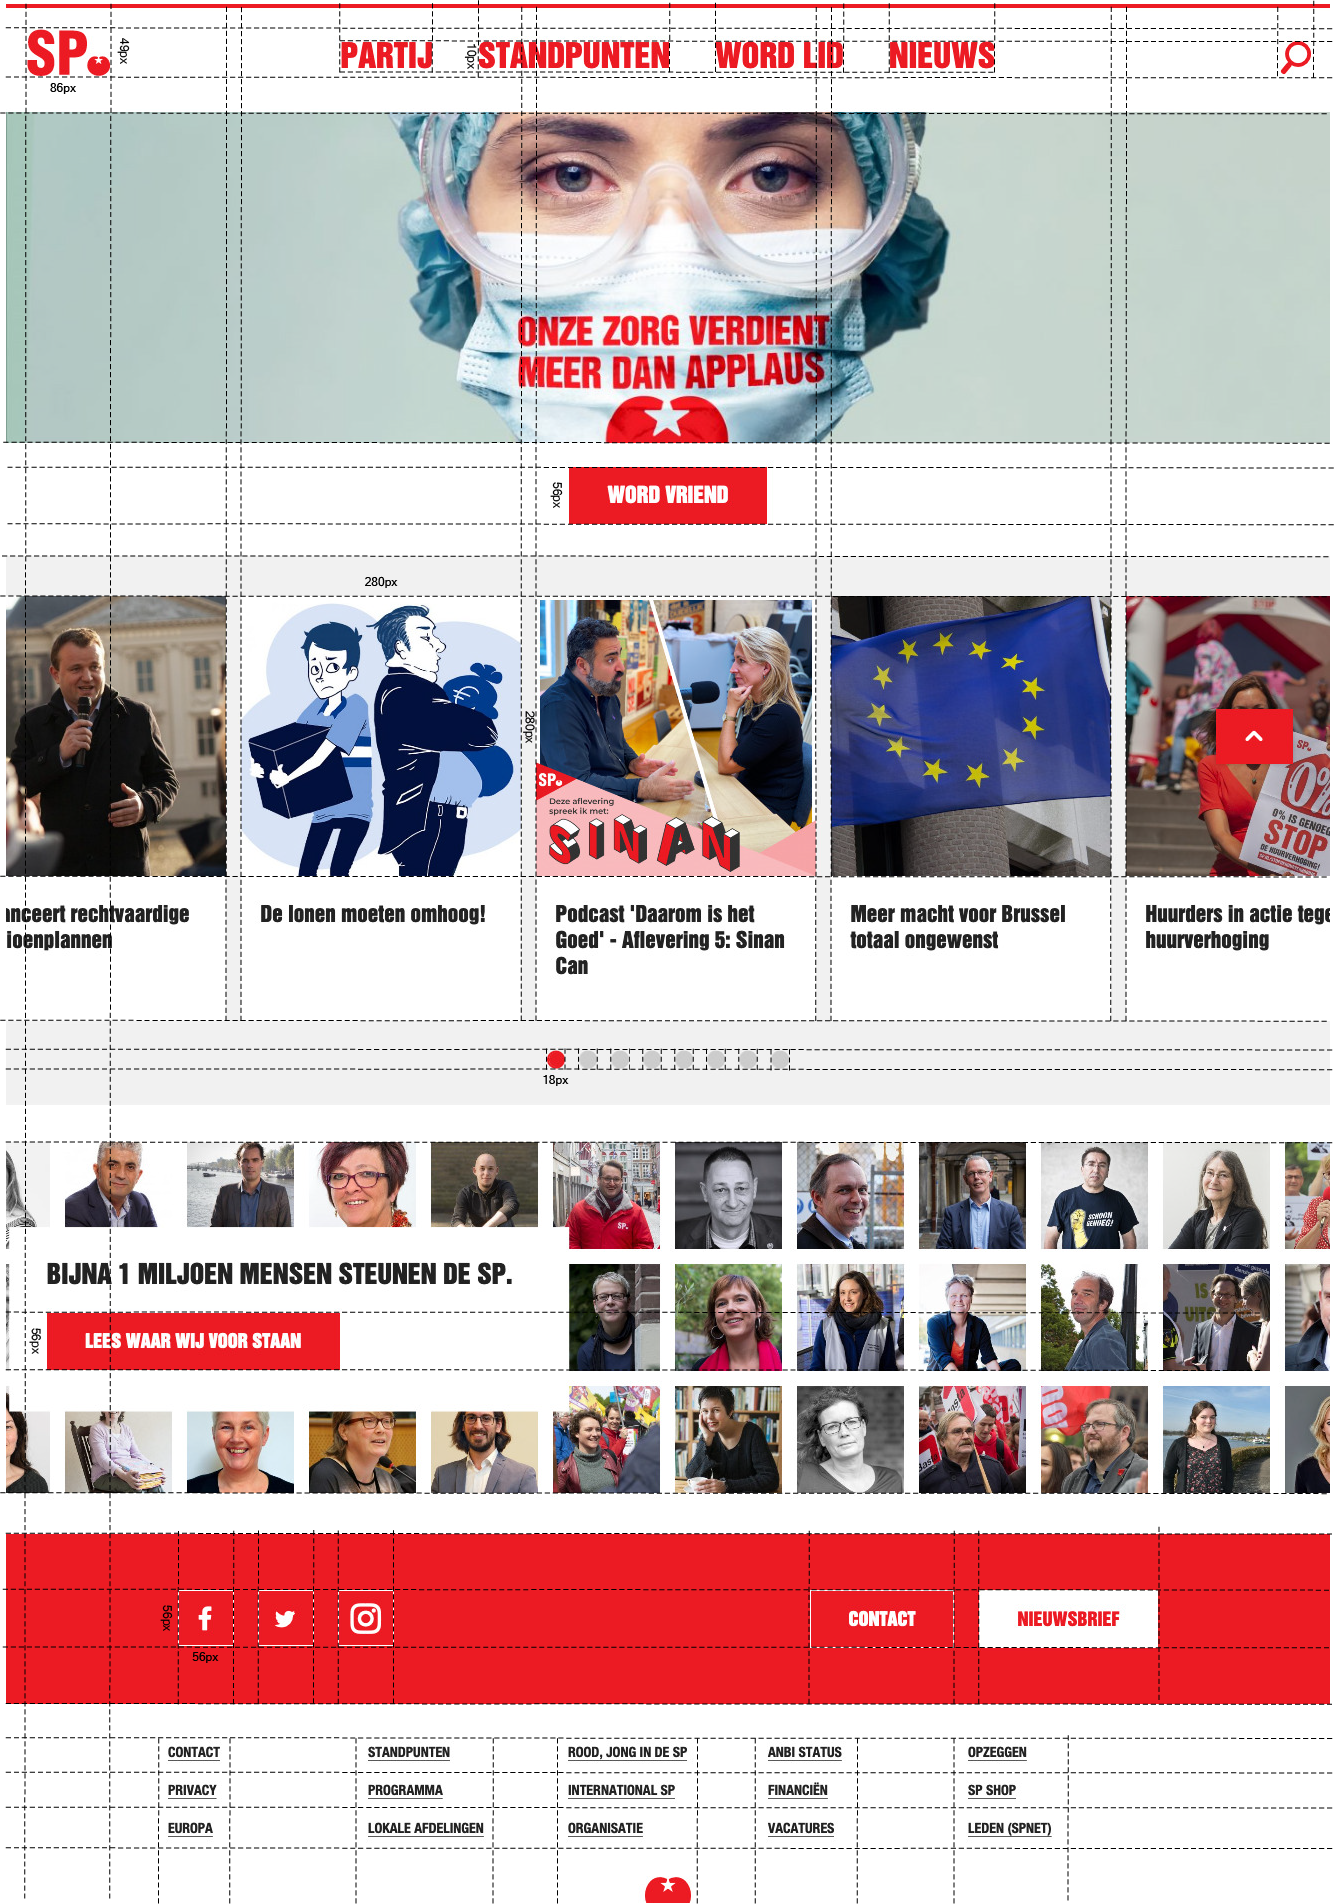 SP.
49px
86px
PARTIJ
10px
STANDPUNTEN
WORD LID
NIEUWS
ONZE ZORG VERDIENT
MEER DAN APPLAUS
56px
WORD VRIEND
280px
280px
SP.
Deze aflevering
spreek ik met:
SINAN
SP.
0%
0% IS GENOEG
STOP
DE HUURVERHOGING!
anceert rechtvaardige
ioenplannen
De lonen moeten omhoog!
Podcast 'Daarom is het
Goed' - Aflevering 5: Sinan
Can
Meer macht voor Brussel
totaal ongewenst
Huurders in actie tege
huurverhoging
18px
SP.
SCHOON
GENOEG!
BIJNA 1 MILJOEN MENSEN STEUNEN DE SP.
56px
LEES WAAR WIJ VOOR STAAN
56px
56px
CONTACT
NIEUWSBRIEF
CONTACT
STANDPUNTEN
ROOD, JONG IN DE SP
ANBI STATUS
OPZEGGEN
PRIVACY
PROGRAMMA
INTERNATIONAL SP
FINANCIËN
SP SHOP
EUROPA
LOKALE AFDELINGEN
ORGANISATIE
VACATURES
LEDEN (SPNET)